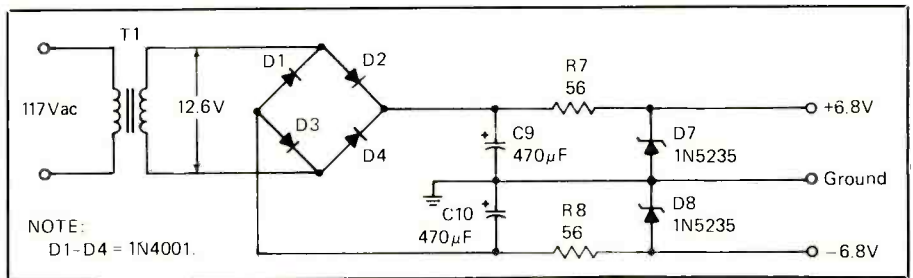 T1
117Vac
12.6V
D1
D2
D3
D4
C9
470μF
C10
470μF
R7
56
R8
56
D7
1N5235
D8
1N5235
+6.8V
Ground
−6.8V
NOTE:
D1-D4 = 1N4001.